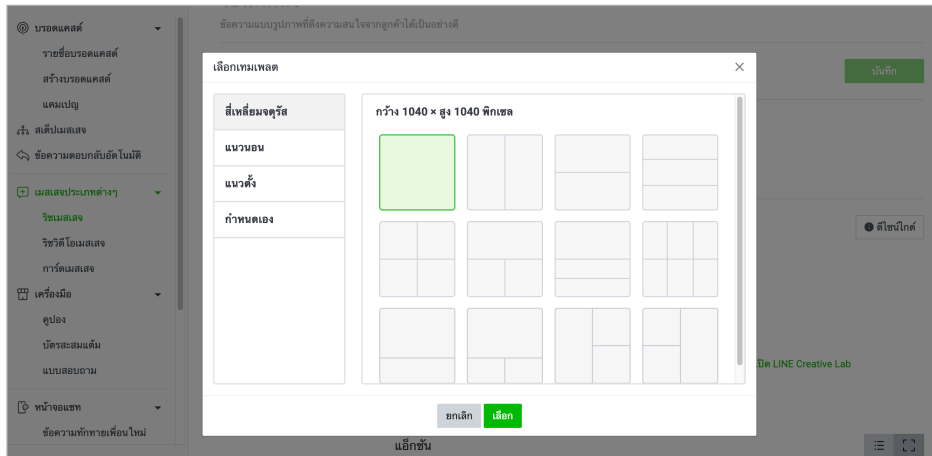 ข้อความแบบรูปภาพที่ดึงความสนใจจากลูกค้าได้เป็นอย่างดี
บรอดแคสต์
รายชื่อบรอดแคสต์
สร้างบรอดแคสต์
แคมเปญ
สเต็ปเมสเสจ
ข้อความตอบกลับอัตโนมัติ
เมสเสจประเภทต่างๆ
ริชเมสเสจ
ริชวิดีโอเมสเสจ
การ์ดเมสเสจ
เครื่องมือ
คูปอง
บัตรสะสมแต้ม
แบบสอบถาม
หน้าจอแชท
ข้อความทักทายเพื่อนใหม่
เลือกเทมเพลต
สี่เหลี่ยมจตุรัส
แนวนอน
แนวตั้ง
กำหนดเอง
กว้าง 1040 × สูง 1040 พิกเซล
ยกเลิก
เลือก
บันทึก
ดีไซน์ไกด์
เปิด LINE Creative Lab
แอ็กชัน